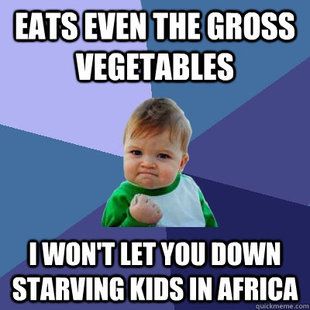 EATS EVEN THE GROSS
VEGETABLES
I WON'T LET YOU DOWN
STARVING KIDS IN AFRICA
quickmeme.com